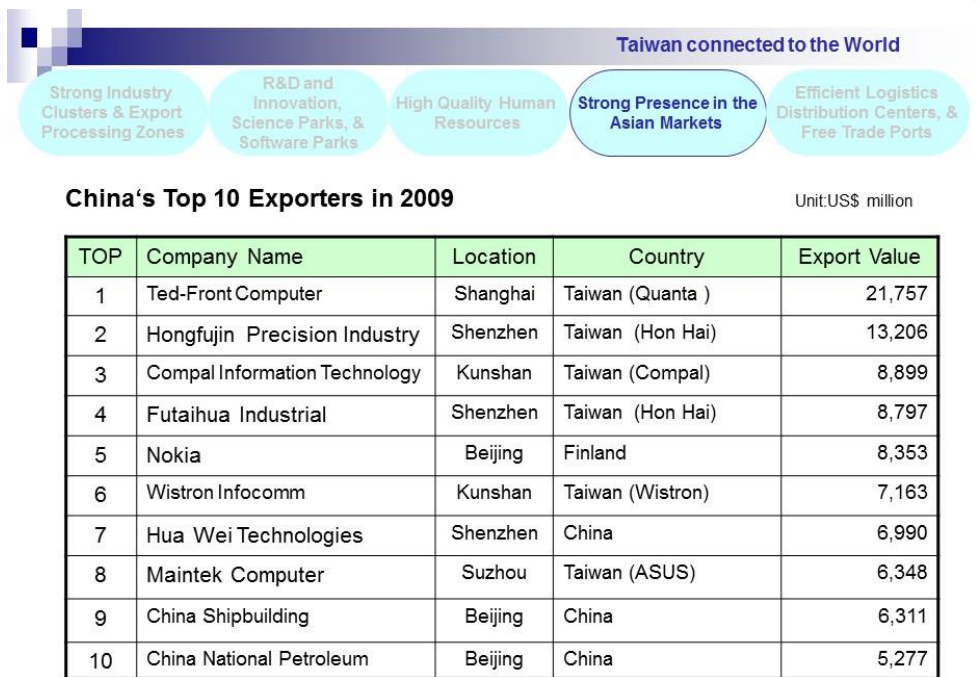 Taiwan connected to the World
Strong Industry
Clusters & Export
Processing Zones
R&D and
Innovation,
Science Parks, &
Software Parks
High Quality Human
Resources
Strong Presence in the
Asian Markets
Efficient Logistics
Distribution Centers, &
Free Trade Ports
China‘s Top 10 Exporters in 2009
Unit:US$ million
TOP Company Name Location Country Export Value
1 Ted-Front Computer Shanghai Taiwan (Quanta ) 21,757
2 Hongfujin Precision Industry Shenzhen Taiwan (Hon Hai) 13,206
3 Compal Information Technology Kunshan Taiwan (Compal) 8,899
4 Futaihua Industrial Shenzhen Taiwan (Hon Hai) 8,797
5 Nokia Beijing Finland 8,353
6 Wistron Infocomm Kunshan Taiwan (Wistron) 7,163
7 Hua Wei Technologies Shenzhen China 6,990
8 Maintek Computer Suzhou Taiwan (ASUS) 6,348
9 China Shipbuilding Beijing China 6,311
10 China National Petroleum Beijing China 5,277